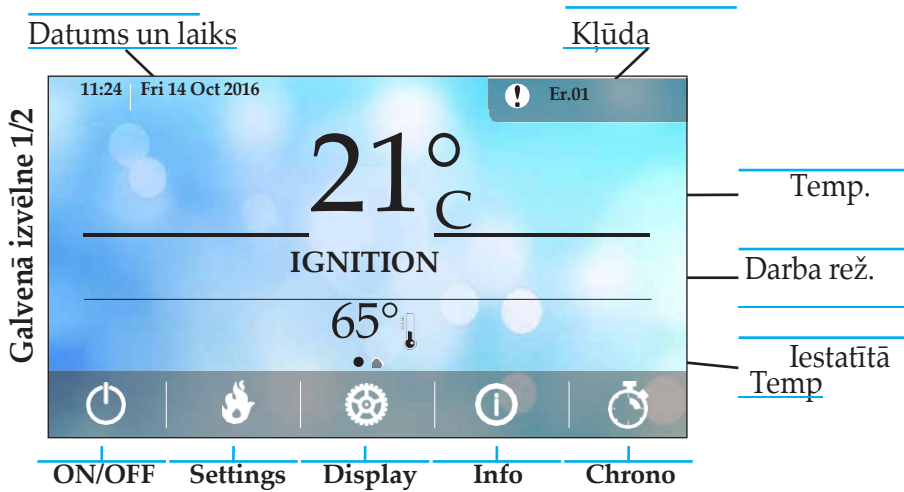 Datums un laiks
Kļūda
Galvenā izvēlne 1/2
11:24 Fri 14 Oct 2016
Er.01
21°C
Temp.
IGNITION
Darba rež.
65°
Iestatītā
Temp
ON/OFF Settings Display Info Chrono